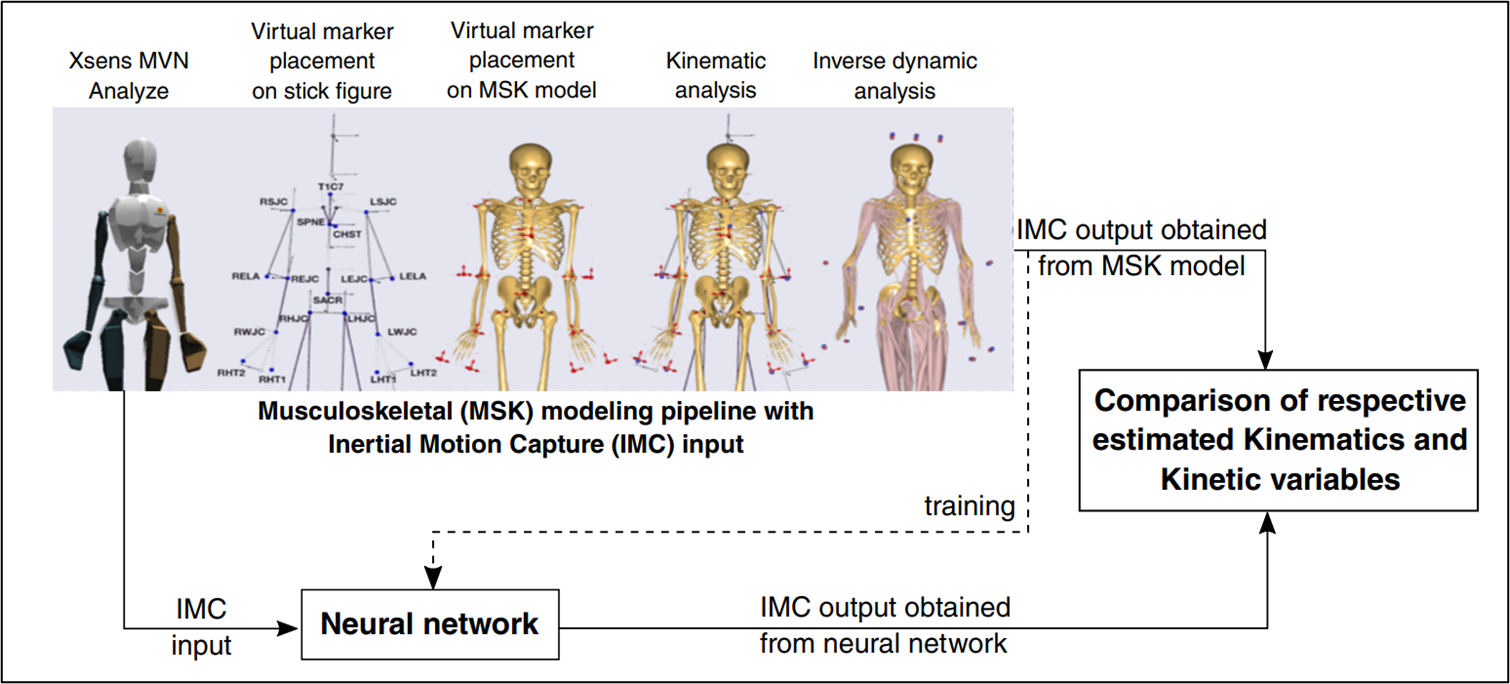 Xsens MVN
Analyze
Virtual marker
placement
on stick figure
Virtual marker
placement
on MSK model
Kinematic
analysis
Inverse dynamic
analysis
T1C7
RSJC
LSJC
SPNE
CHST
RELA
REJC
LEJC
LELA
SACR
RHJC
LHJC
RWJC
LWJC
RHT2
RHT1
LHT1
LHT2
Musculoskeletal (MSK) modeling pipeline with
Inertial Motion Capture (IMC) input
IMC output obtained
from MSK model
Comparison of respective
estimated Kinematics and
Kinetic variables
training
IMC
input
Neural network
IMC output obtained
from neural network